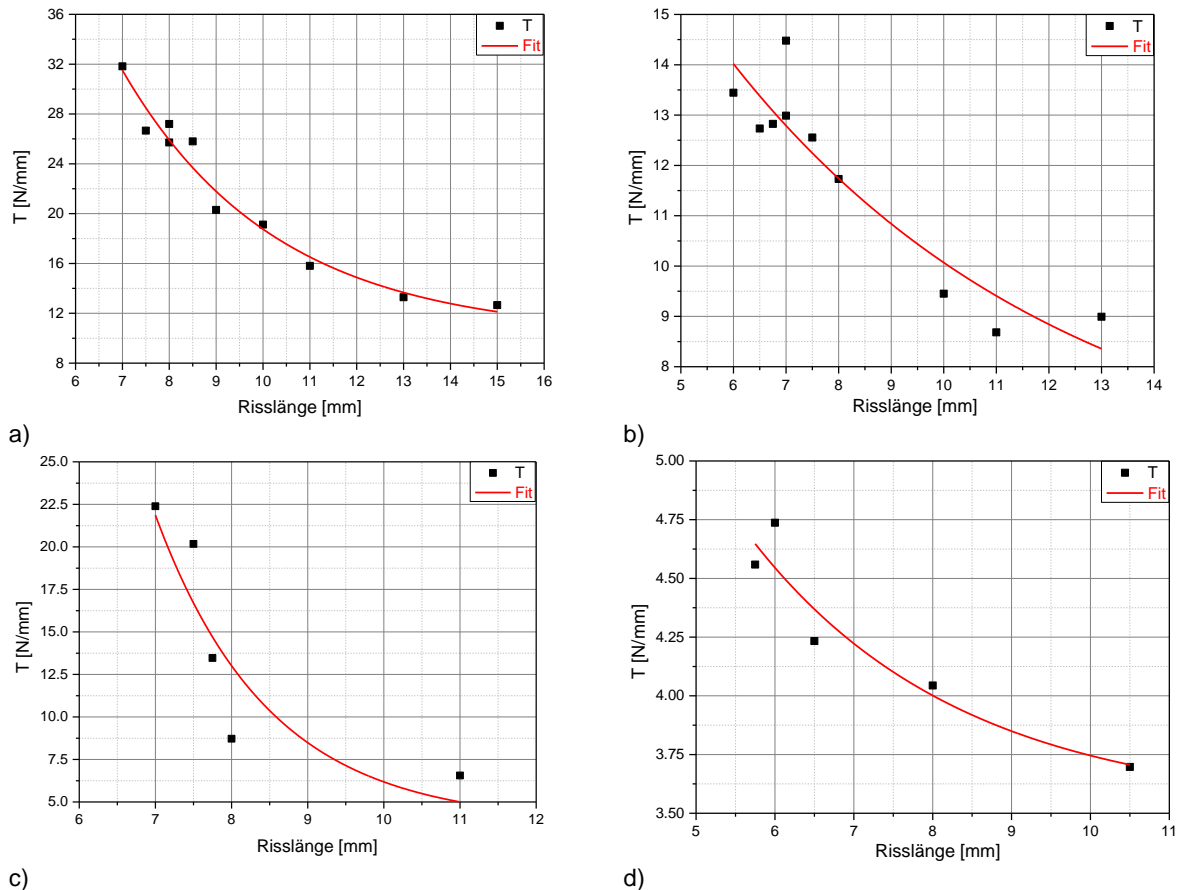 36
32
28
24
20
16
12
8
T [N/mm]
T
Fit
6 7 8 9 10 11 12 13 14 15 16
Risslänge [mm]
a)
15
14
13
12
11
10
9
8
T [N/mm]
T
Fit
5 6 7 8 9 10 11 12 13 14
Risslänge [mm]
b)
25.0
22.5
20.0
17.5
15.0
12.5
10.0
7.5
5.0
T [N/mm]
T
Fit
6 7 8 9 10 11 12
Risslänge [mm]
c)
5.00
4.75
4.50
4.25
4.00
3.75
3.50
T [N/mm]
T
Fit
5 6 7 8 9 10 11
Risslänge [mm]
d)